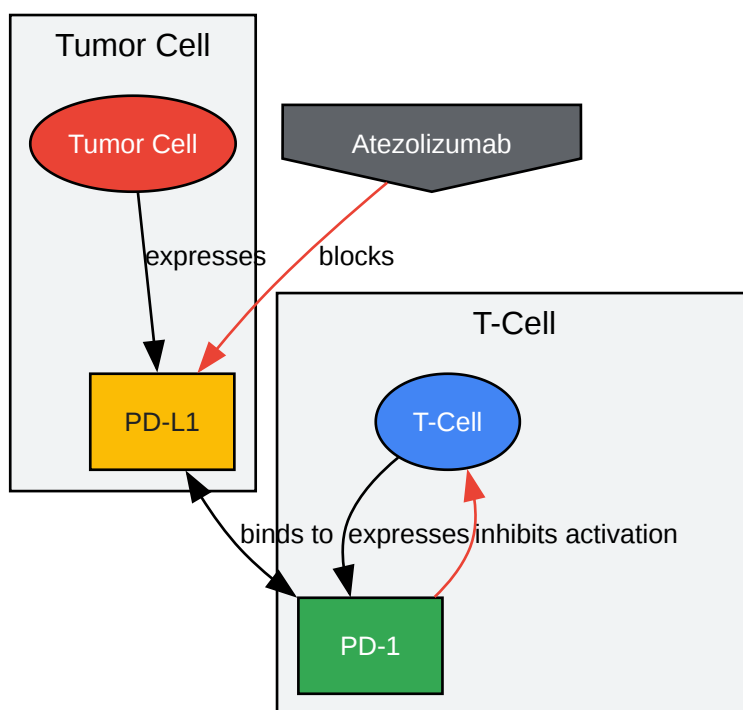 Tumor Cell
Tumor Cell
Atezolizumab
expresses
blocks
T-Cell
PD-L1
T-Cell
binds to
expresses
inhibits activation
PD-1